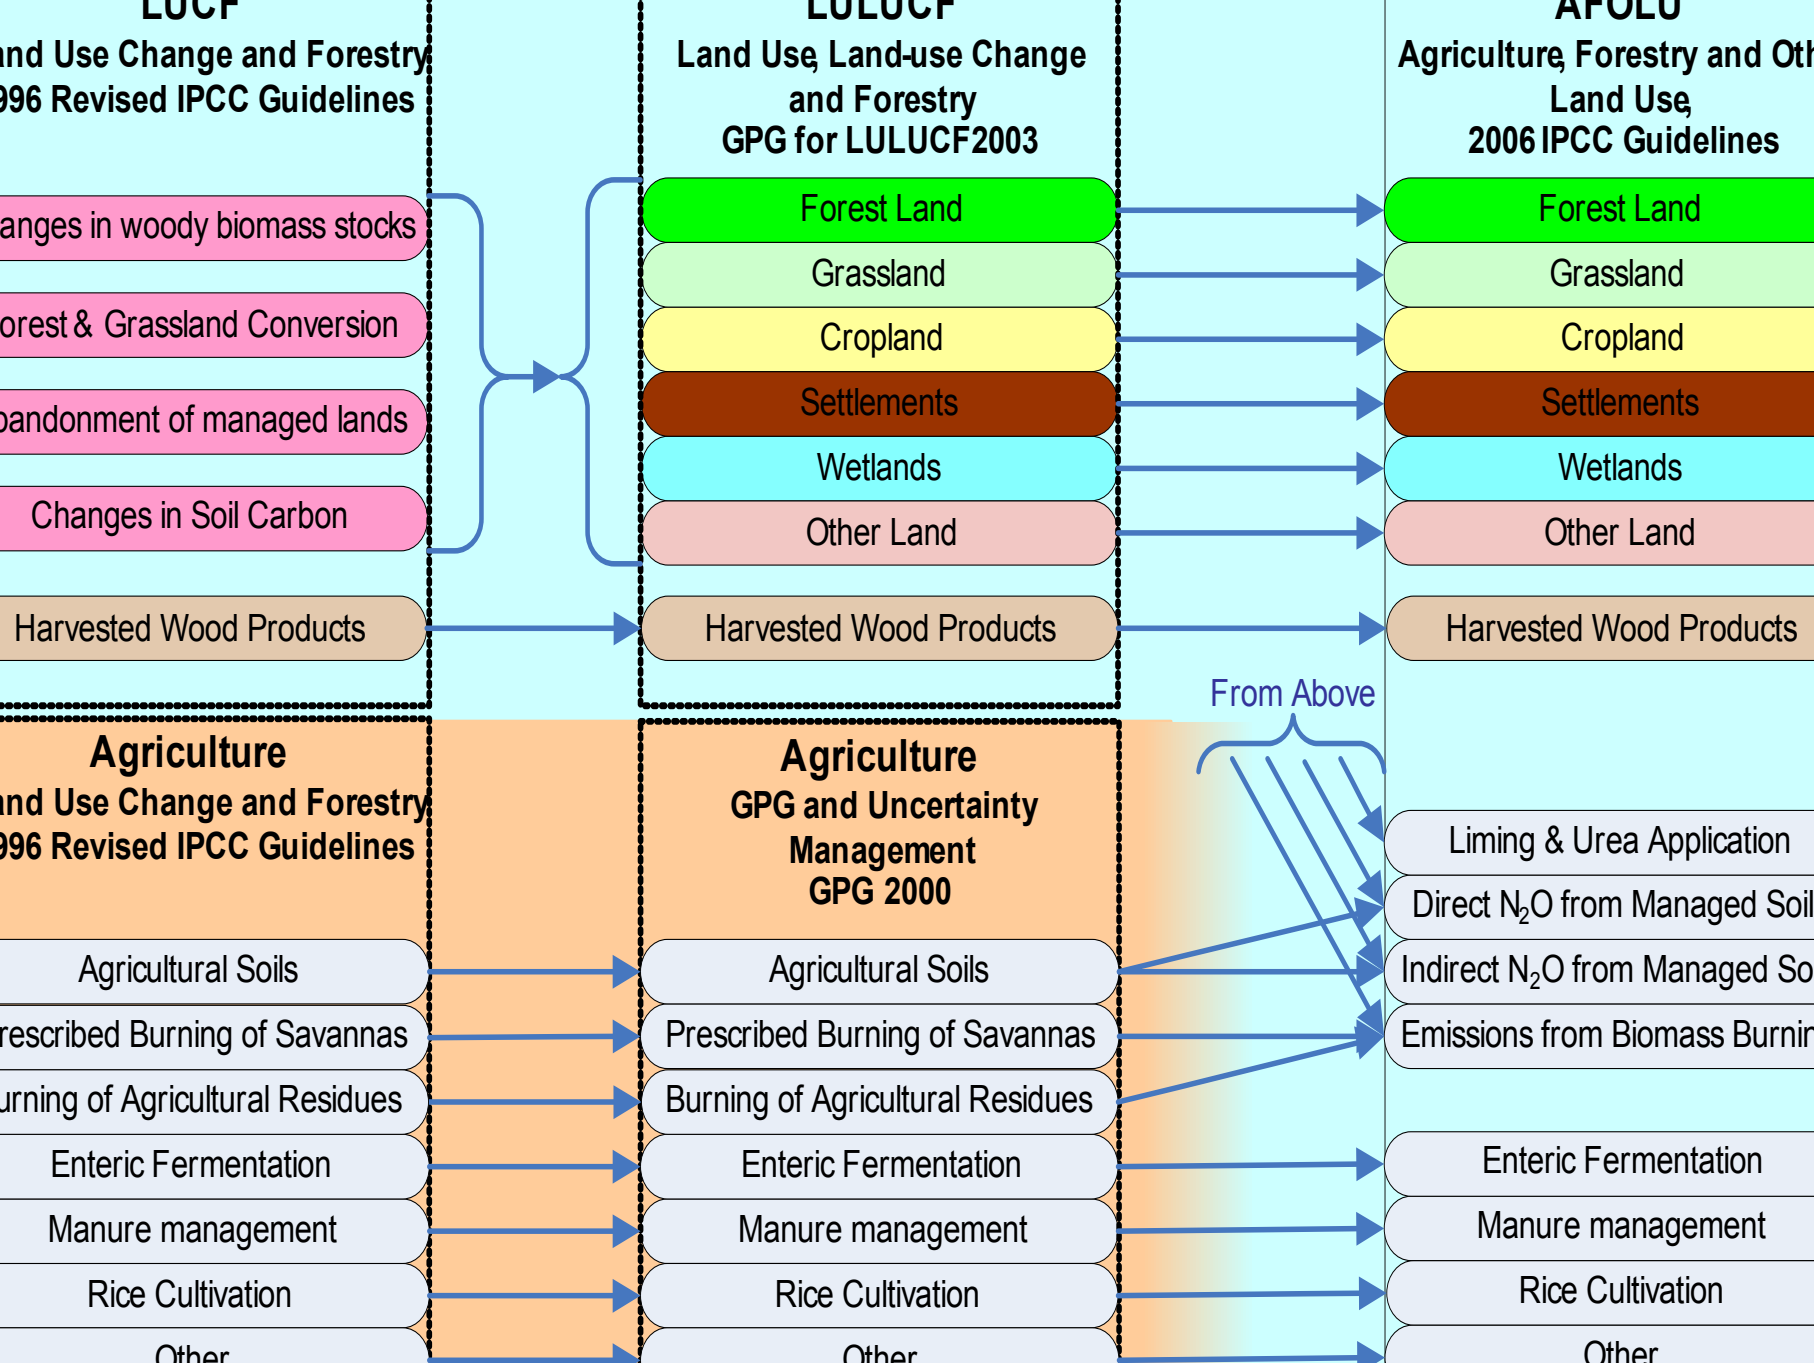 LUCF
and Use Change and Forestry
996 Revised IPCC Guidelines
anges in woody biomass stocks
orest & Grassland Conversion
bandonment of managed lands
Changes in Soil Carbon
Harvested Wood Products
LULUCF
Land Use, Land-use Change
and Forestry
GPG for LULUCF2003
Forest Land
Grassland
Cropland
Settlements
Wetlands
Other Land
Harvested Wood Products
AFOLU
Agriculture, Forestry and Oth
Land Use,
2006 IPCC Guidelines
Forest Land
Grassland
Cropland
Settlements
Wetlands
Other Land
Harvested Wood Products
From Above
Agriculture
and Use Change and Forestry
996 Revised IPCC Guidelines
Agricultural Soils
rescribed Burning of Savannas
urning of Agricultural Residues
Enteric Fermentation
Manure management
Rice Cultivation
Other
Agriculture
GPG and Uncertainty
Management
GPG 2000
Agricultural Soils
Prescribed Burning of Savannas
Burning of Agricultural Residues
Enteric Fermentation
Manure management
Rice Cultivation
Other
Liming & Urea Application
Direct N₂O from Managed Soil
Indirect N₂O from Managed So
Emissions from Biomass Burnin
Enteric Fermentation
Manure management
Rice Cultivation
Other